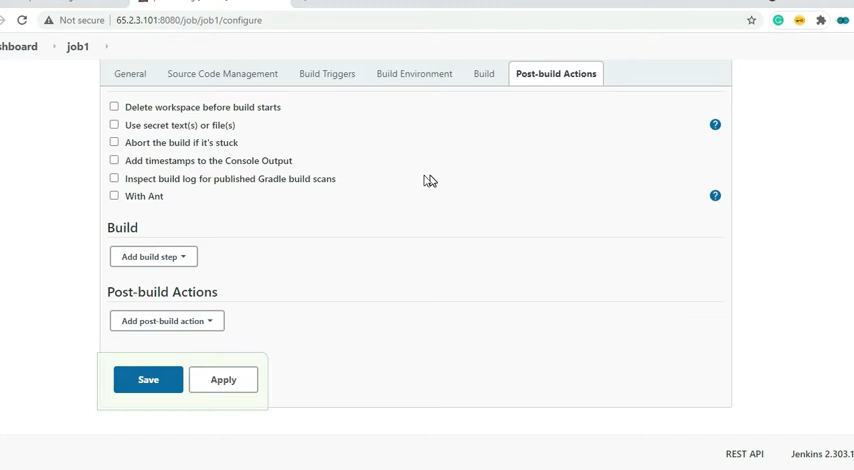 Not secure 65.2.3.101:8080/job/job1/configure
shboard job1
General Source Code Management Build Triggers Build Environment Build Post-build Actions
Delete workspace before build starts
Use secret text(s) or file(s) ?
Abort the build if it's stuck
Add timestamps to the Console Output
Inspect build log for published Gradle build scans
With Ant ?
Build
Add build step
Post-build Actions
Add post-build action
Save Apply
REST API Jenkins 2.303.1